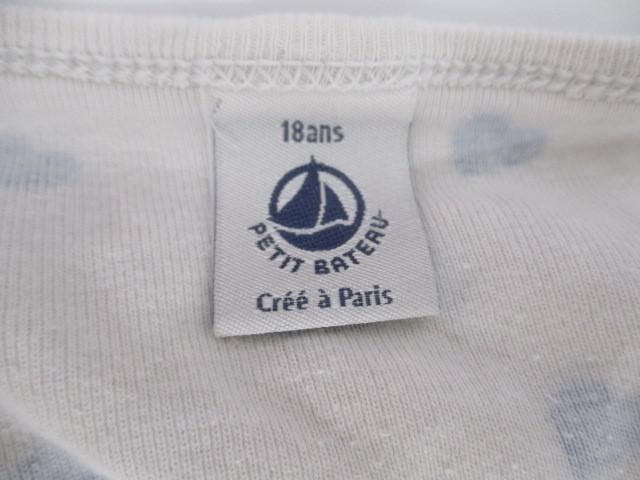 18ans
PETIT BATEAU
Créé à Paris